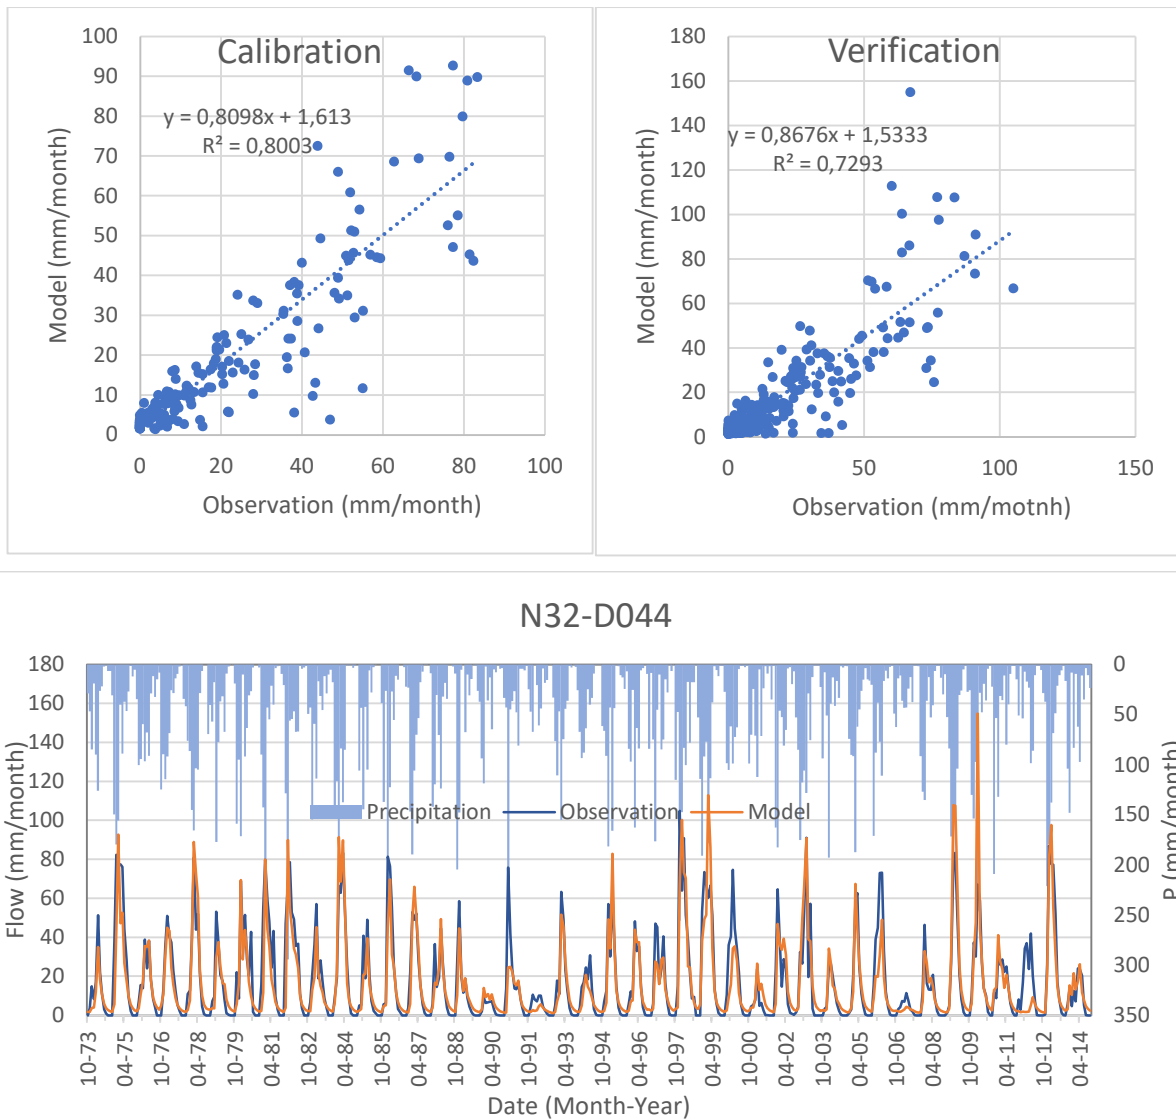 Calibration
y = 0,8098x + 1,613
R² = 0,8003
Model (mm/month)
100
90
80
70
60
50
40
30
20
10
0
0 20 40 60 80 100
Observation (mm/month)
Verification
y = 0,8676x + 1,5333
R² = 0,7293
Model (mm/month)
180
160
140
120
100
80
60
40
20
0
0 50 100 150
Observation (mm/motnh)
N32-D044
Flow (mm/month)
180
160
140
120
100
80
60
40
20
0
Precipitation Observation Model
0
50
100
150
200
250
300
350
P (mm/month)
10-73 04-75 10-76 04-78 10-79 04-81 10-82 04-84 10-85 04-87 10-88 04-90 10-91 04-93 10-94 04-96 10-97 04-99 10-00 04-02 10-03 04-05 10-06 04-08 10-09 04-11 10-12 04-14
Date (Month-Year)